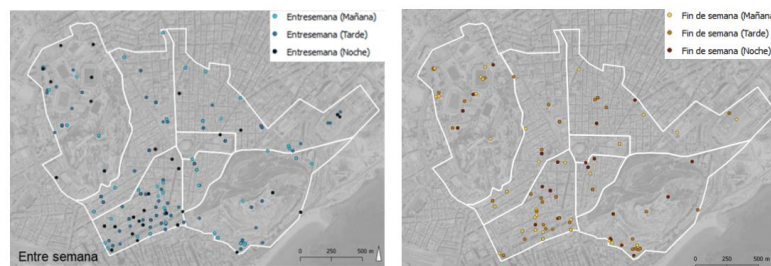 Entresemana (Mañana)
Entresemana (Tarde)
Entresemana (Noche)
Entre semana
0 250 500 m
Fin de semana (Mañana)
Fin de semana (Tarde)
Fin de semana (Noche)
0 250 500 m